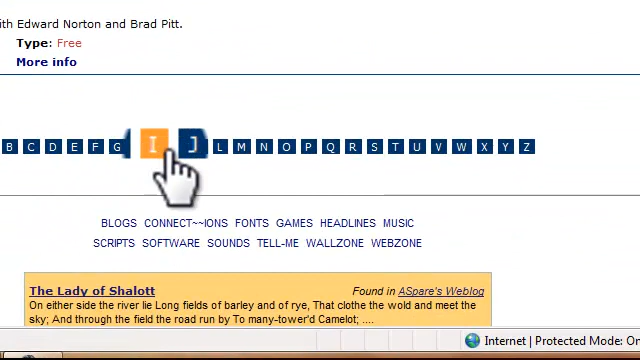 ith Edward Norton and Brad Pitt.
Type: Free
More info
B C D E F G I J L M N O P Q R S T U V W X Y Z
BLOGS CONNECT~~IONS FONTS GAMES HEADLINES MUSIC
SCRIPTS SOFTWARE SOUNDS TELL-ME WALLZONE WEBZONE
The Lady of Shalott Found in ASpare's Weblog
On either side the river lie Long fields of barley and of rye, That clothe the wold and meet the
sky; And through the field the road run by To many-tower'd Camelot; ....
Internet | Protected Mode: On